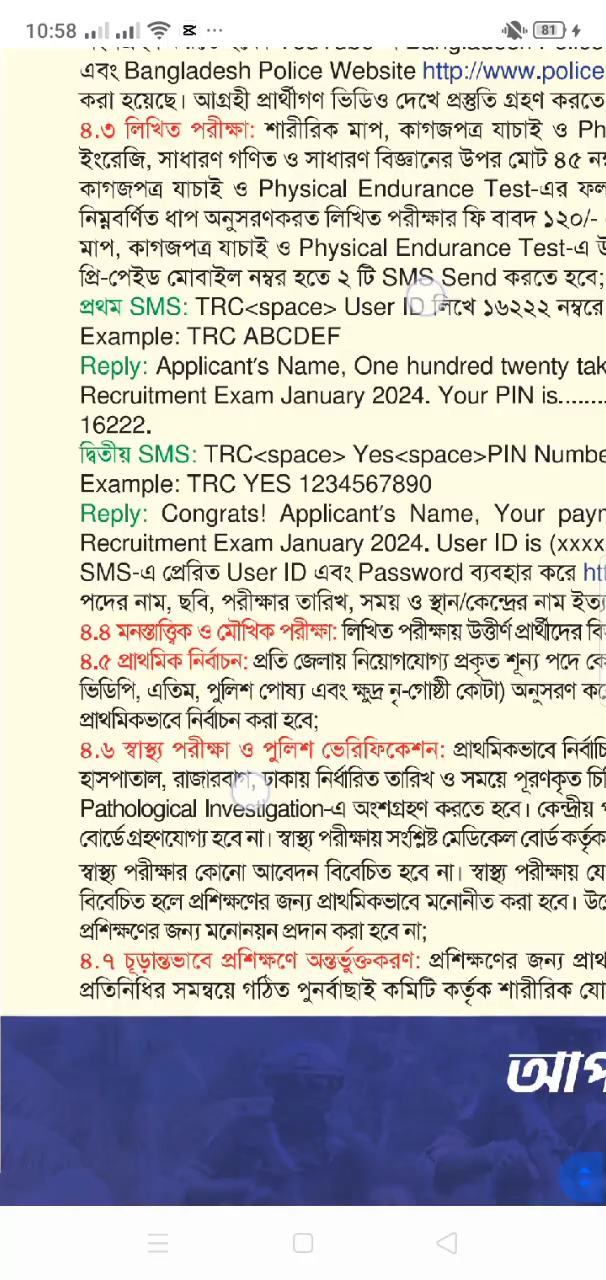 10:58
81
এবং Bangladesh Police Website http://www.police
করা হয়েছে। আগ্রহী প্রার্থীগণ ভিডিও দেখে প্রস্তুতি গ্রহণ করতে
৪.৩ লিখিত পরীক্ষা: শারীরিক মাপ, কাগজপত্র যাচাই ও Ph
ইংরেজি, সাধারণ গণিত ও সাধারণ বিজ্ঞানের উপর মোট ৪৫ নম্ব
কাগজপত্র যাচাই ও Physical Endurance Test-এর ফল
নিম্নবর্ণিত ধাপ অনুসরণকরত লিখিত পরীক্ষার ফি বাবদ ১২০/-
মাপ, কাগজপত্র যাচাই ও Physical Endurance Test-এ উ
প্রি-পেইড মোবাইল নম্বর হতে ২ টি SMS Send করতে হবে;
প্রথম SMS: TRC<space> User ID লিখে ১৬২২২ নম্বরে
Example: TRC ABCDEF
Reply: Applicant's Name, One hundred twenty tak
Recruitment Exam January 2024. Your PIN is........
16222.
দ্বিতীয় SMS: TRC<space> Yes<space>PIN Numbe
Example: TRC YES 1234567890
Reply: Congrats! Applicant's Name, Your payn
Recruitment Exam January 2024. User ID is (xxxx
SMS-এ প্রেরিত User ID এবং Password ব্যবহার করে htt
পদের নাম, ছবি, পরীক্ষার তারিখ, সময় ও স্থান/কেন্দ্রের নাম ইত্য
৪.৪ মনস্তাত্ত্বিক ও মৌখিক পরীক্ষা: লিখিত পরীক্ষায় উত্তীর্ণ প্রার্থীদের বি
৪.৫ প্রাথমিক নির্বাচন: প্রতি জেলায় নিয়োগযোগ্য প্রকৃত শূন্য পদে কো
ভিডিপি, এতিম, পুলিশ পোষ্য এবং ক্ষুদ্র নৃ-গোষ্ঠী কোটা) অনুসরণ কর
প্রাথমিকভাবে নির্বাচন করা হবে;
৪.৬ স্বাস্থ্য পরীক্ষা ও পুলিশ ভেরিফিকেশন: প্রাথমিকভাবে নির্বাচি
হাসপাতাল, রাজারবাগ, ঢাকায় নির্ধারিত তারিখ ও সময়ে পূরণকৃত চি
Pathological Investigation-এ অংশগ্রহণ করতে হবে। কেন্দ্রীয় প
বোর্ডে গ্রহণযোগ্য হবে না। স্বাস্থ্য পরীক্ষায় সংশ্লিষ্ট মেডিকেল বোর্ড কর্তৃক
স্বাস্থ্য পরীক্ষার কোনো আবেদন বিবেচিত হবে না। স্বাস্থ্য পরীক্ষায় যো
বিবেচিত হলে প্রশিক্ষণের জন্য প্রাথমিকভাবে মনোনীত করা হবে। উল্লে
প্রশিক্ষণের জন্য মনোনয়ন প্রদান করা হবে না;
৪.৭ চূড়ান্তভাবে প্রশিক্ষণে অন্তর্ভুক্তকরণ: প্রশিক্ষণের জন্য প্রাথ
প্রতিনিধির সমন্বয়ে গঠিত পুনর্বাছাই কমিটি কর্তৃক শারীরিক যো
আপ